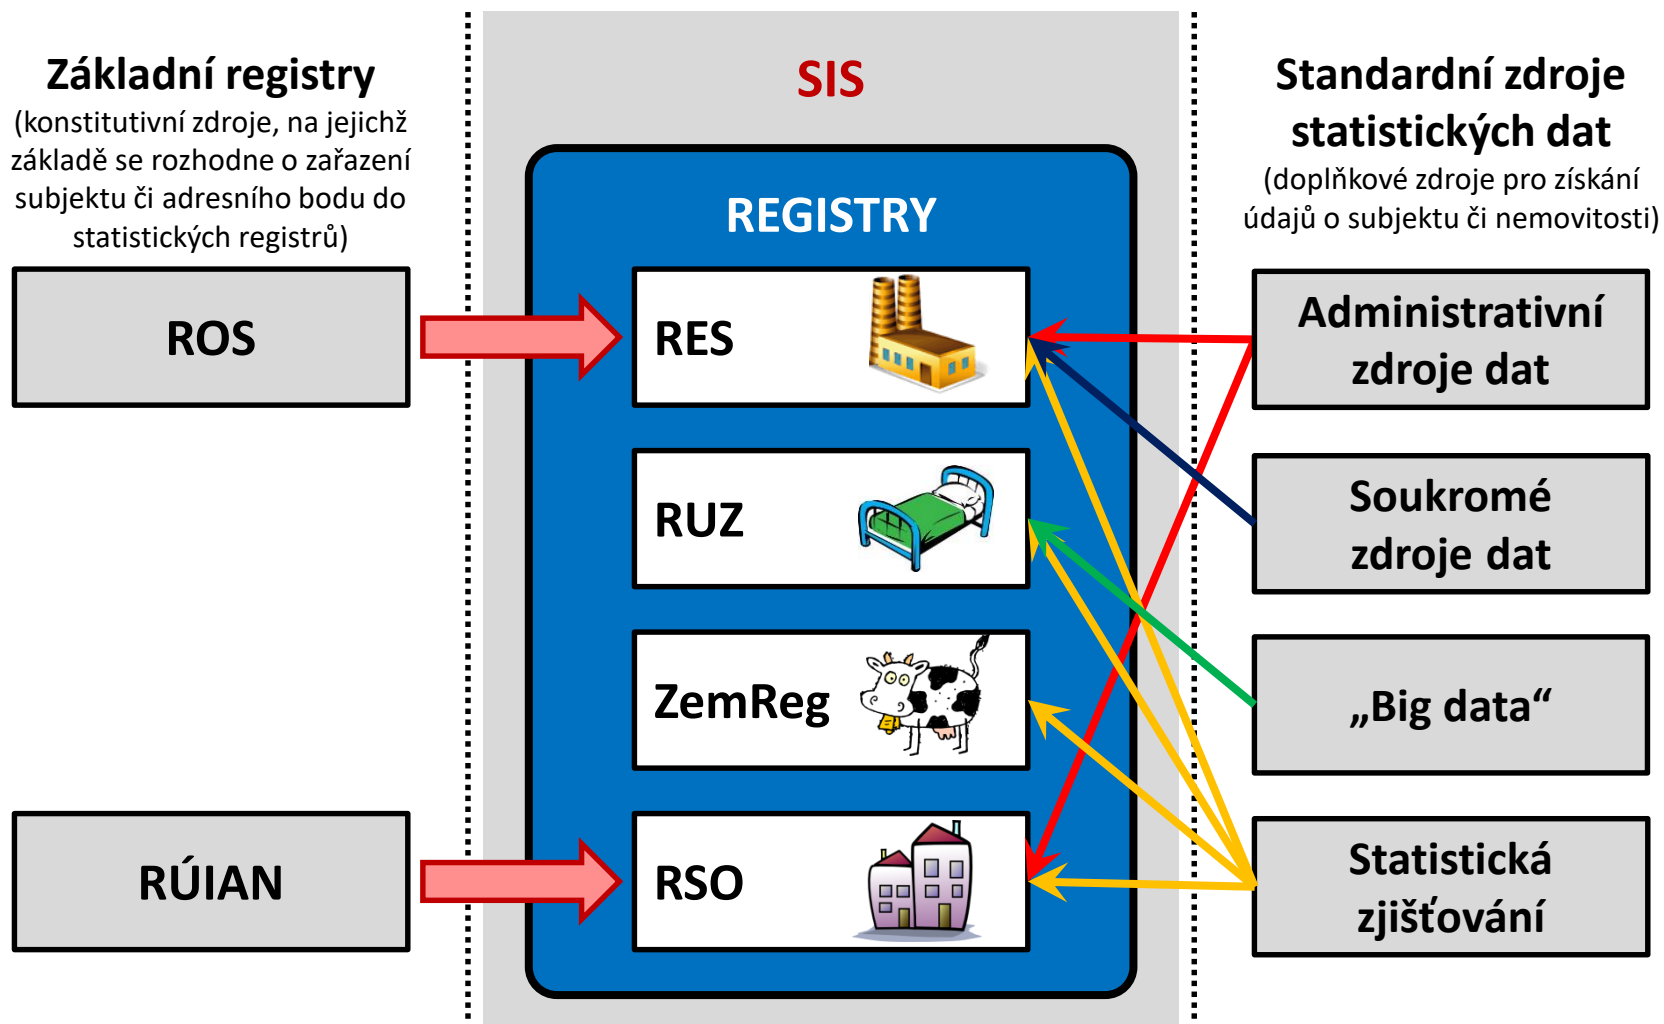 Základní registry
(konstitutivní zdroje, na jejichž
základě se rozhodne o zařazení
subjektu či adresního bodu do
statistických registrů)
ROS
RÚIAN
SIS
REGISTRY
RES
RUZ
ZemReg
RSO
Standardní zdroje
statistických dat
(doplňkové zdroje pro získání
údajů o subjektu či nemovitosti)
Administrativní
zdroje dat
Soukromé
zdroje dat
„Big data“
Statistická
zjišťování